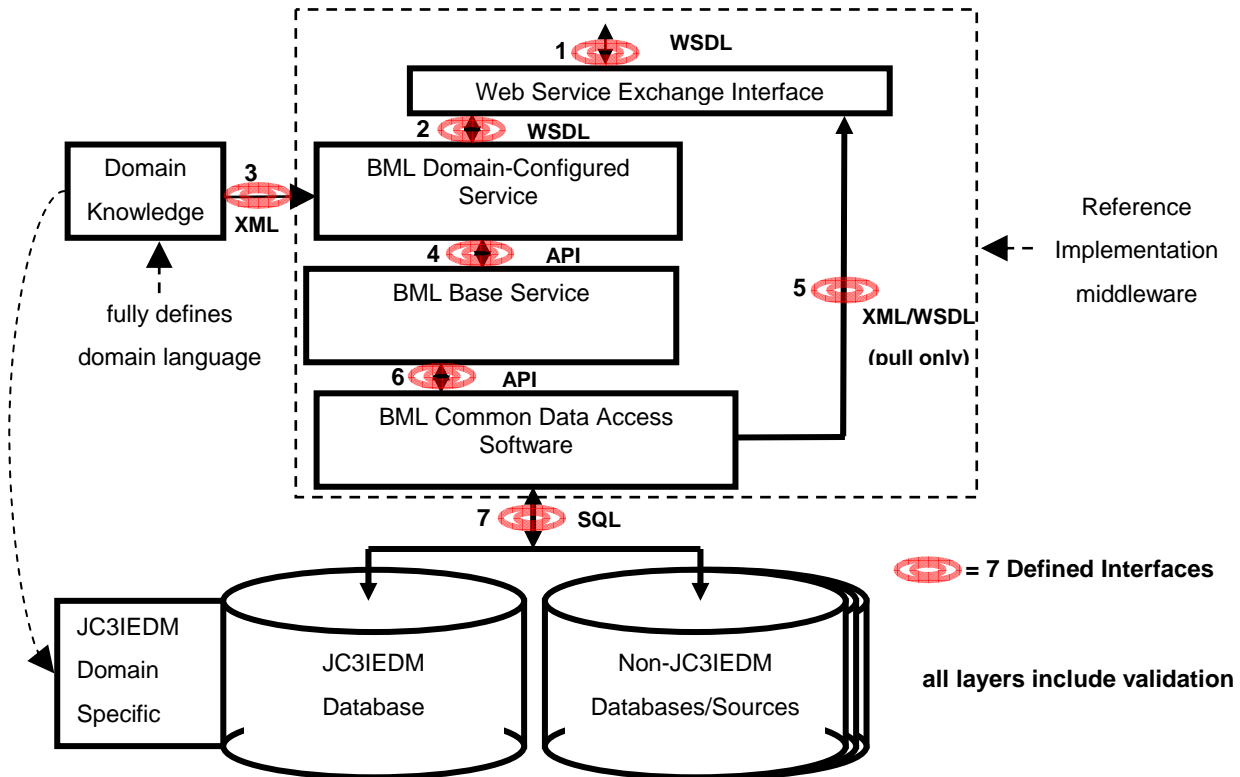 1
WSDL
Web Service Exchange Interface
2
WSDL
Domain
Knowledge
3
XML
BML Domain-Configured
Service
Reference
Implementation
middleware
4
API
BML Base Service
5
XML/WSDL
(pull only)
fully defines
domain language
6
API
BML Common Data Access
Software
7
SQL
= 7 Defined Interfaces
JC3IEDM
Domain
Specific
JC3IEDM
Database
Non-JC3IEDM
Databases/Sources
all layers include validation